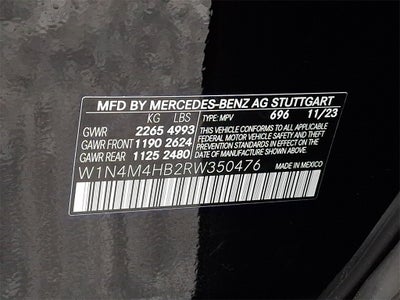 MFD BY MERCEDES-BENZ AG STUTTGART
KG LBS TYPE: MPV 696 11/23
GVWR 2265 4993
GAWR FRONT 1190 2624
GAWR REAR 1125 2480
THIS VEHICLE CONFORMS TO ALL APPLICABLE
FEDERAL MOTOR VEHICLE SAFETY AND
THEFT PREVENTION STANDARDS IN EFFECT
ON THE DATE OF MANUFACTURE SHOWN ABOVE.
W1N4M4HB2RW350476 MADE IN MEXICO